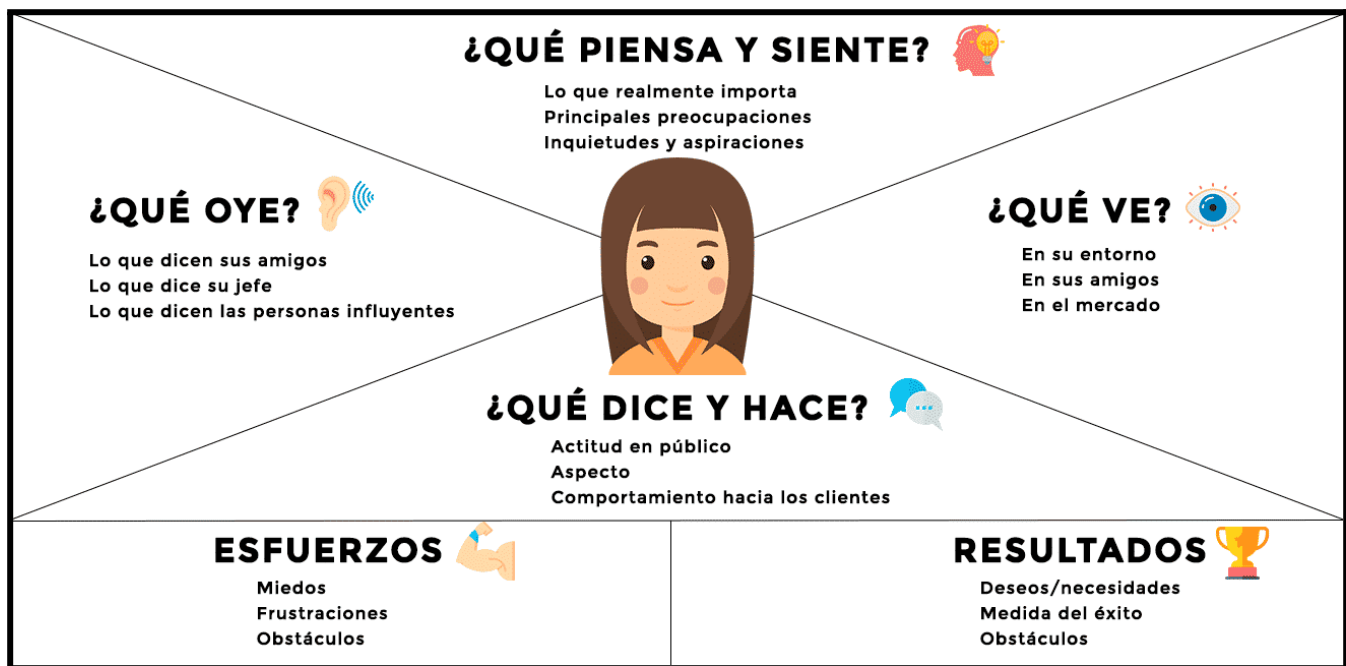 ¿QUÉ PIENSA Y SIENTE?
Lo que realmente importa
Principales preocupaciones
Inquietudes y aspiraciones
¿QUÉ OYE?
Lo que dicen sus amigos
Lo que dice su jefe
Lo que dicen las personas influyentes
¿QUÉ VE?
En su entorno
En sus amigos
En el mercado
¿QUÉ DICE Y HACE?
Actitud en público
Aspecto
Comportamiento hacia los clientes
ESFUERZOS
Miedos
Frustraciones
Obstáculos
RESULTADOS
Deseos/necesidades
Medida del éxito
Obstáculos